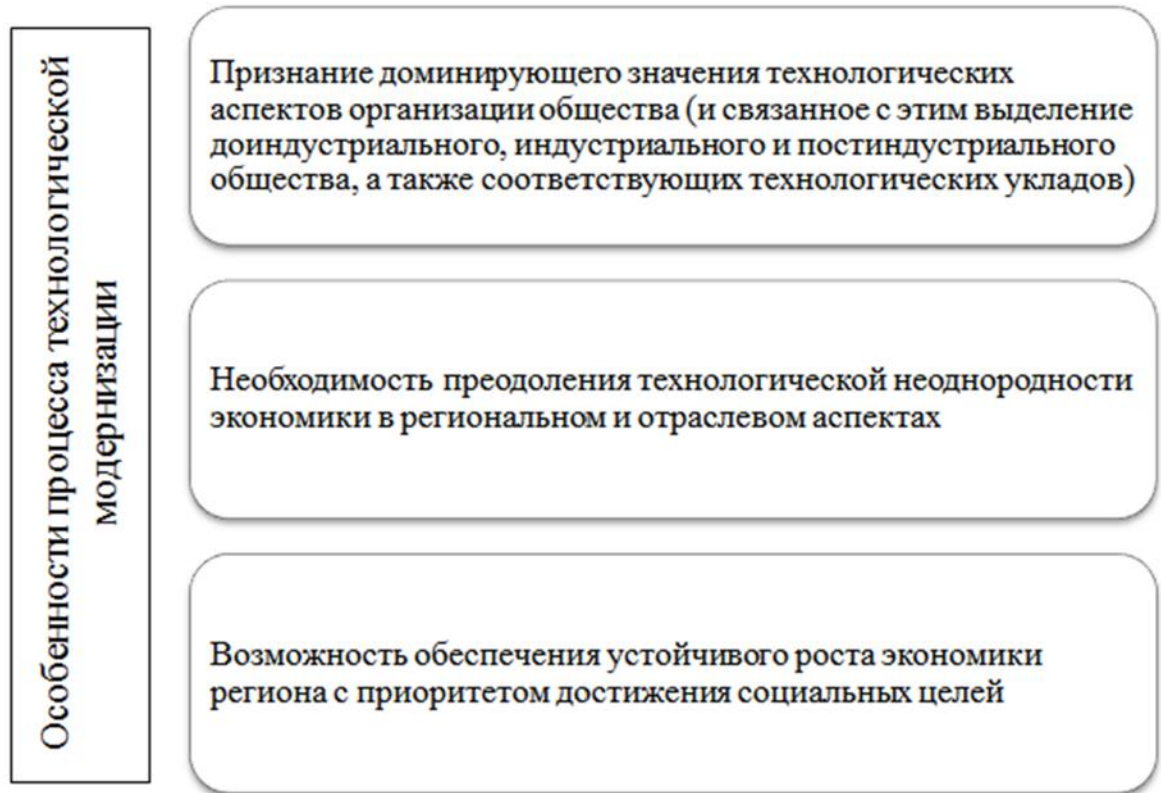 Особенности процесса технологической
модернизации
Признание доминирующего значения технологических
аспектов организации общества (и связанное с этим выделение
доиндустриального, индустриального и постиндустриального
общества, а также соответствующих технологических укладов)
Необходимость преодоления технологической неоднородности
экономики в региональном и отраслевом аспектах
Возможность обеспечения устойчивого роста экономики
региона с приоритетом достижения социальных целей